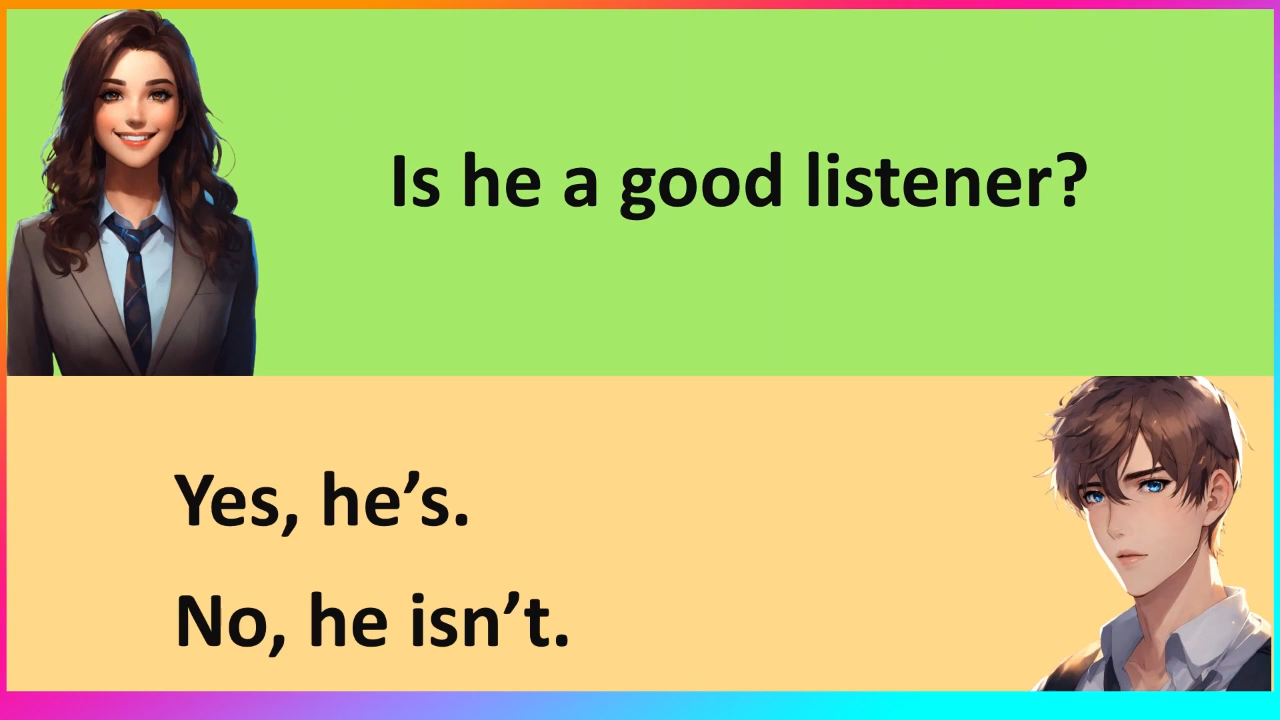 Is he a good listener?
Yes, he’s.
No, he isn’t.